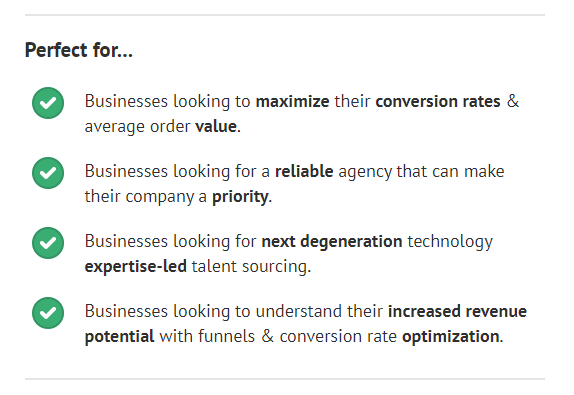 Perfect for...
Businesses looking to maximize their conversion rates &
average order value.
Businesses looking for a reliable agency that can make
their company a priority.
Businesses looking for next degeneration technology
expertise-led talent sourcing.
Businesses looking to understand their increased revenue
potential with funnels & conversion rate optimization.